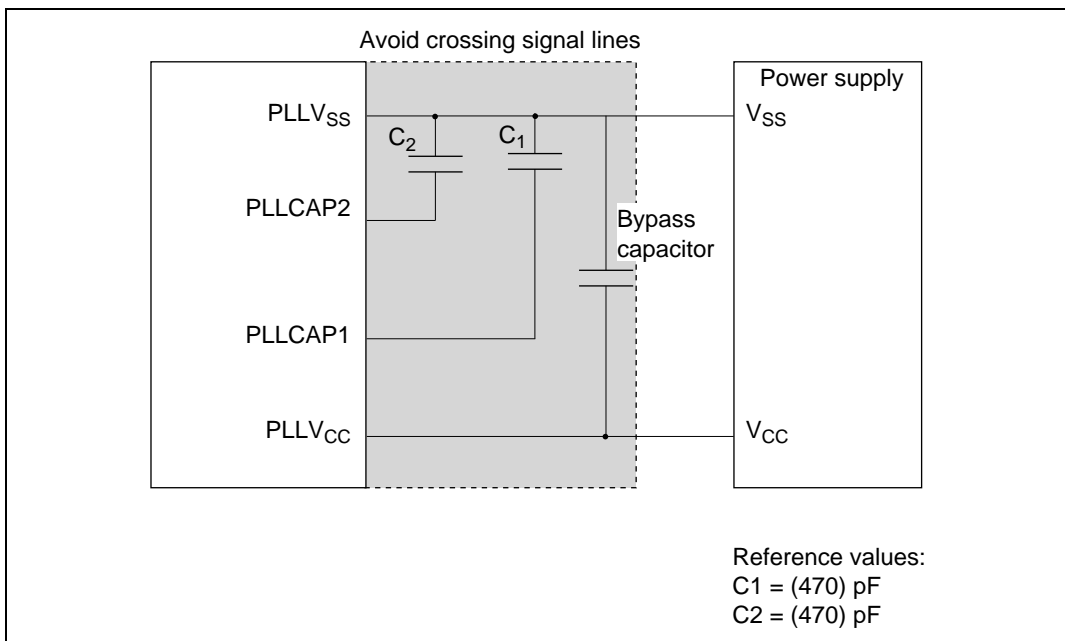 Avoid crossing signal lines
Power supply
PLLVSS
VSS
C2
C1
PLLCAP2
Bypass
capacitor
PLLCAP1
PLLVCC
VCC
Reference values:
C1 = (470) pF
C2 = (470) pF